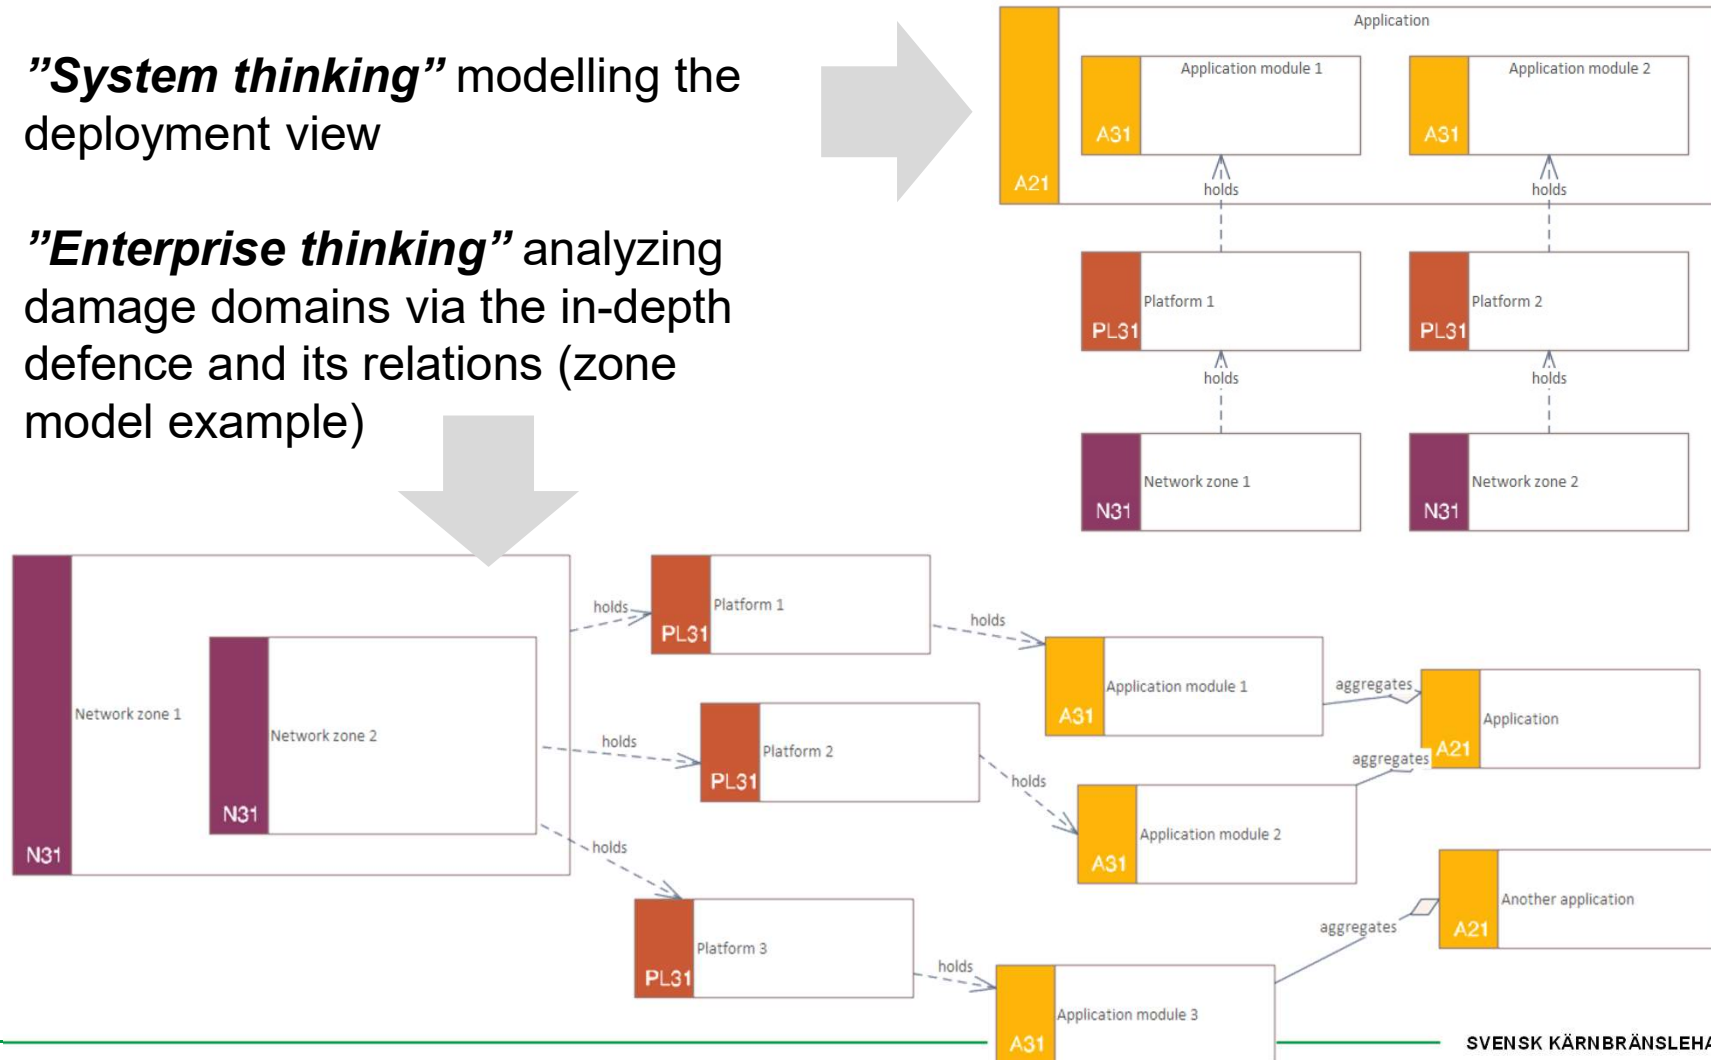 ”System thinking” modelling the
deployment view
”Enterprise thinking” analyzing
damage domains via the in-depth
defence and its relations (zone
model example)
Application
Application module 1
Application module 2
A31
A31
A21
holds
holds
Platform 1
Platform 2
PL31
PL31
holds
holds
Network zone 1
Network zone 2
N31
N31
Network zone 1
N31
Network zone 2
N31
holds
Platform 1
PL31
holds
Application module 1
A31
aggregates
Application
A21
holds
Platform 2
PL31
holds
Application module 2
A31
aggregates
holds
Platform 3
PL31
holds
Application module 3
A31
aggregates
Another application
A21
SVENSK KÄRNBRÄNSLEHA